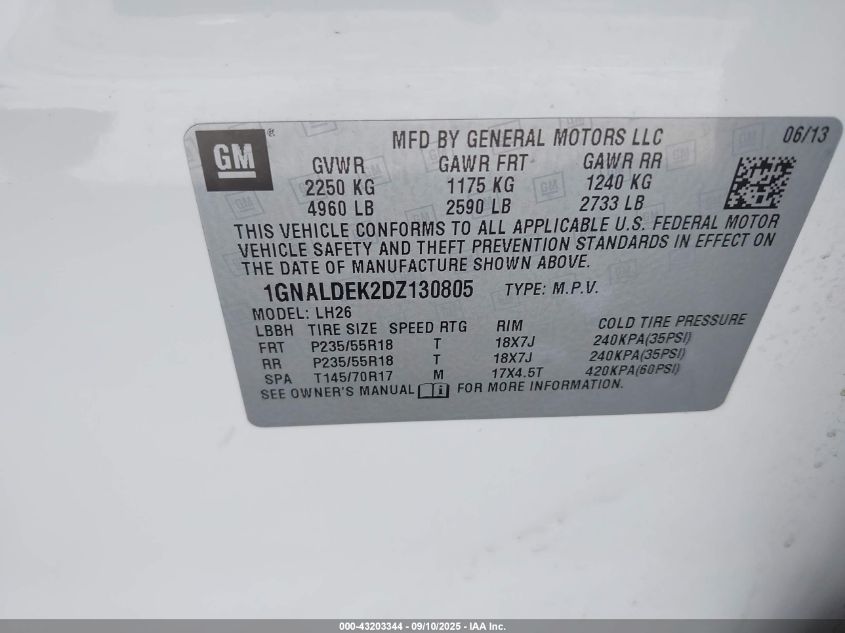 GM ®
MFD BY GENERAL MOTORS LLC 06/13
GVWR GAWR FRT GAWR RR
2250 KG 1175 KG 1240 KG
4960 LB 2590 LB 2733 LB
THIS VEHICLE CONFORMS TO ALL APPLICABLE U.S. FEDERAL MOTOR
VEHICLE SAFETY AND THEFT PREVENTION STANDARDS IN EFFECT ON
THE DATE OF MANUFACTURE SHOWN ABOVE.
1GNALDEK2DZ130805 TYPE: M.P.V.
MODEL: LH26
LBBH TIRE SIZE SPEED RTG RIM COLD TIRE PRESSURE
FRT P235/55R18 T 18X7J 240KPA(35PSI)
RR P235/55R18 T 18X7J 240KPA(35PSI)
SPA T145/70R17 M 17X4.5T 420KPA(60PSI)
SEE OWNER'S MANUAL i FOR MORE INFORMATION.
000-43203344 - 09/10/2025 - IAA Inc.